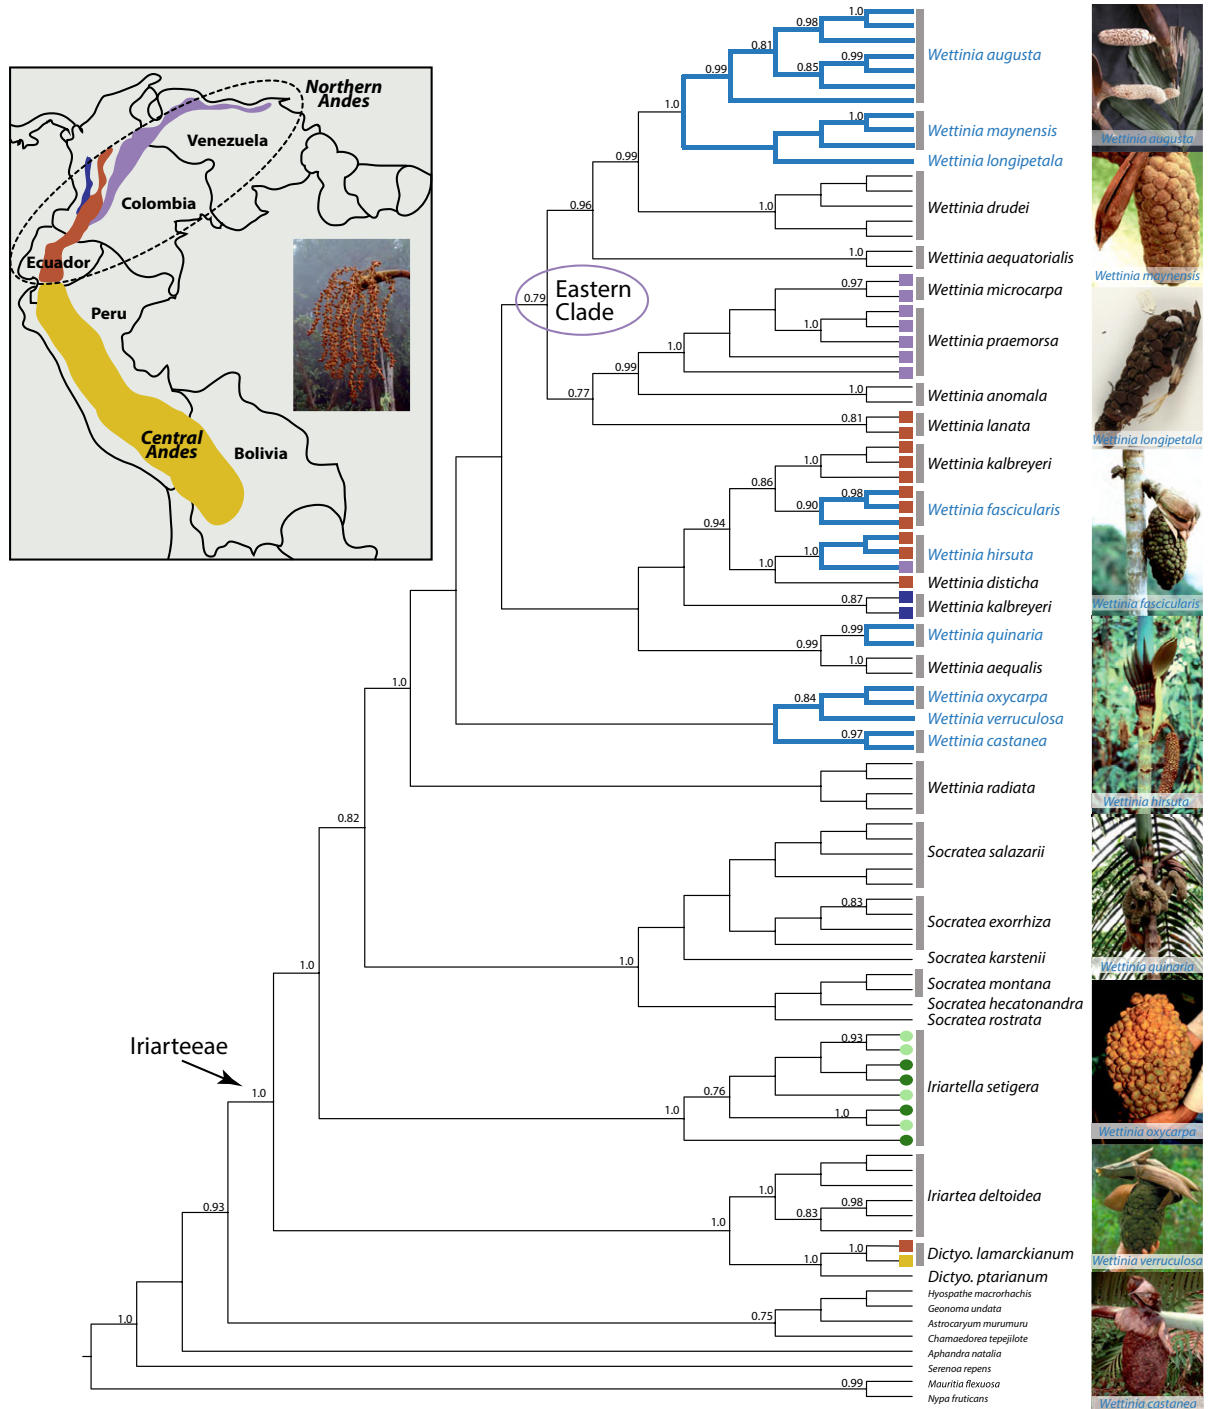 Northern
Andes
Venezuela
Colombia
Ecuador
Peru
Central
Andes
Bolivia
Eastern
Clade
Iriarteeae
1.0
0.98
0.81
0.99
0.99
0.85
1.0
1.0
0.99
0.96
1.0
1.0
0.79
0.97
1.0
1.0
0.99
0.77
1.0
0.81
1.0
0.86
0.98
0.90
0.94
1.0
1.0
0.87
0.99
0.99
1.0
1.0
0.84
0.97
0.82
0.83
1.0
1.0
0.93
0.76
1.0
1.0
1.0
1.0
0.98
0.83
1.0
1.0
1.0
0.93
0.75
1.0
0.99
Wettinia augusta
Wettinia maynensis
Wettinia longipetala
Wettinia drudei
Wettinia aequatorialis
Wettinia microcarpa
Wettinia praemorsa
Wettinia anomala
Wettinia lanata
Wettinia kalbreyeri
Wettinia fascicularis
Wettinia hirsuta
Wettinia disticha
Wettinia kalbreyeri
Wettinia quinaria
Wettinia aequalis
Wettinia oxycarpa
Wettinia verruculosa
Wettinia castanea
Wettinia radiata
Socratea salazarii
Socratea exorrhiza
Socratea karstenii
Socratea montana
Socratea hecatonandra
Socratea rostrata
Iriartella setigera
Iriartea deltoidea
Dictyo. lamarckianum
Dictyo. ptarianum
Hyospathe macrorhachis
Geonoma undata
Astrocaryum murumuru
Chamaedorea tepejilote
Aphandra natalia
Serenoa repens
Mauritia flexuosa
Nypa fruticans
Wettinia augusta
Wettinia maynensis
Wettinia longipetala
Wettinia fascicularis
Wettinia hirsuta
Wettinia quinaria
Wettinia oxycarpa
Wettinia verruculosa
Wettinia castanea